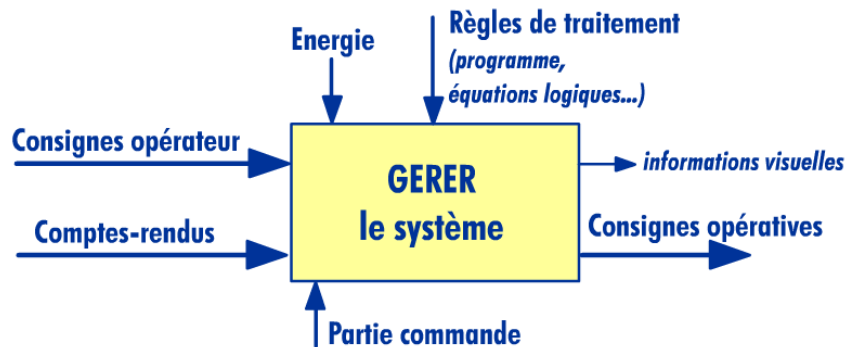 Energie
Règles de traitement
(programme,
équations logiques...)
Consignes opérateur
GERER
le système
informations visuelles
Comptes-rendus
Consignes opératives
Partie commande